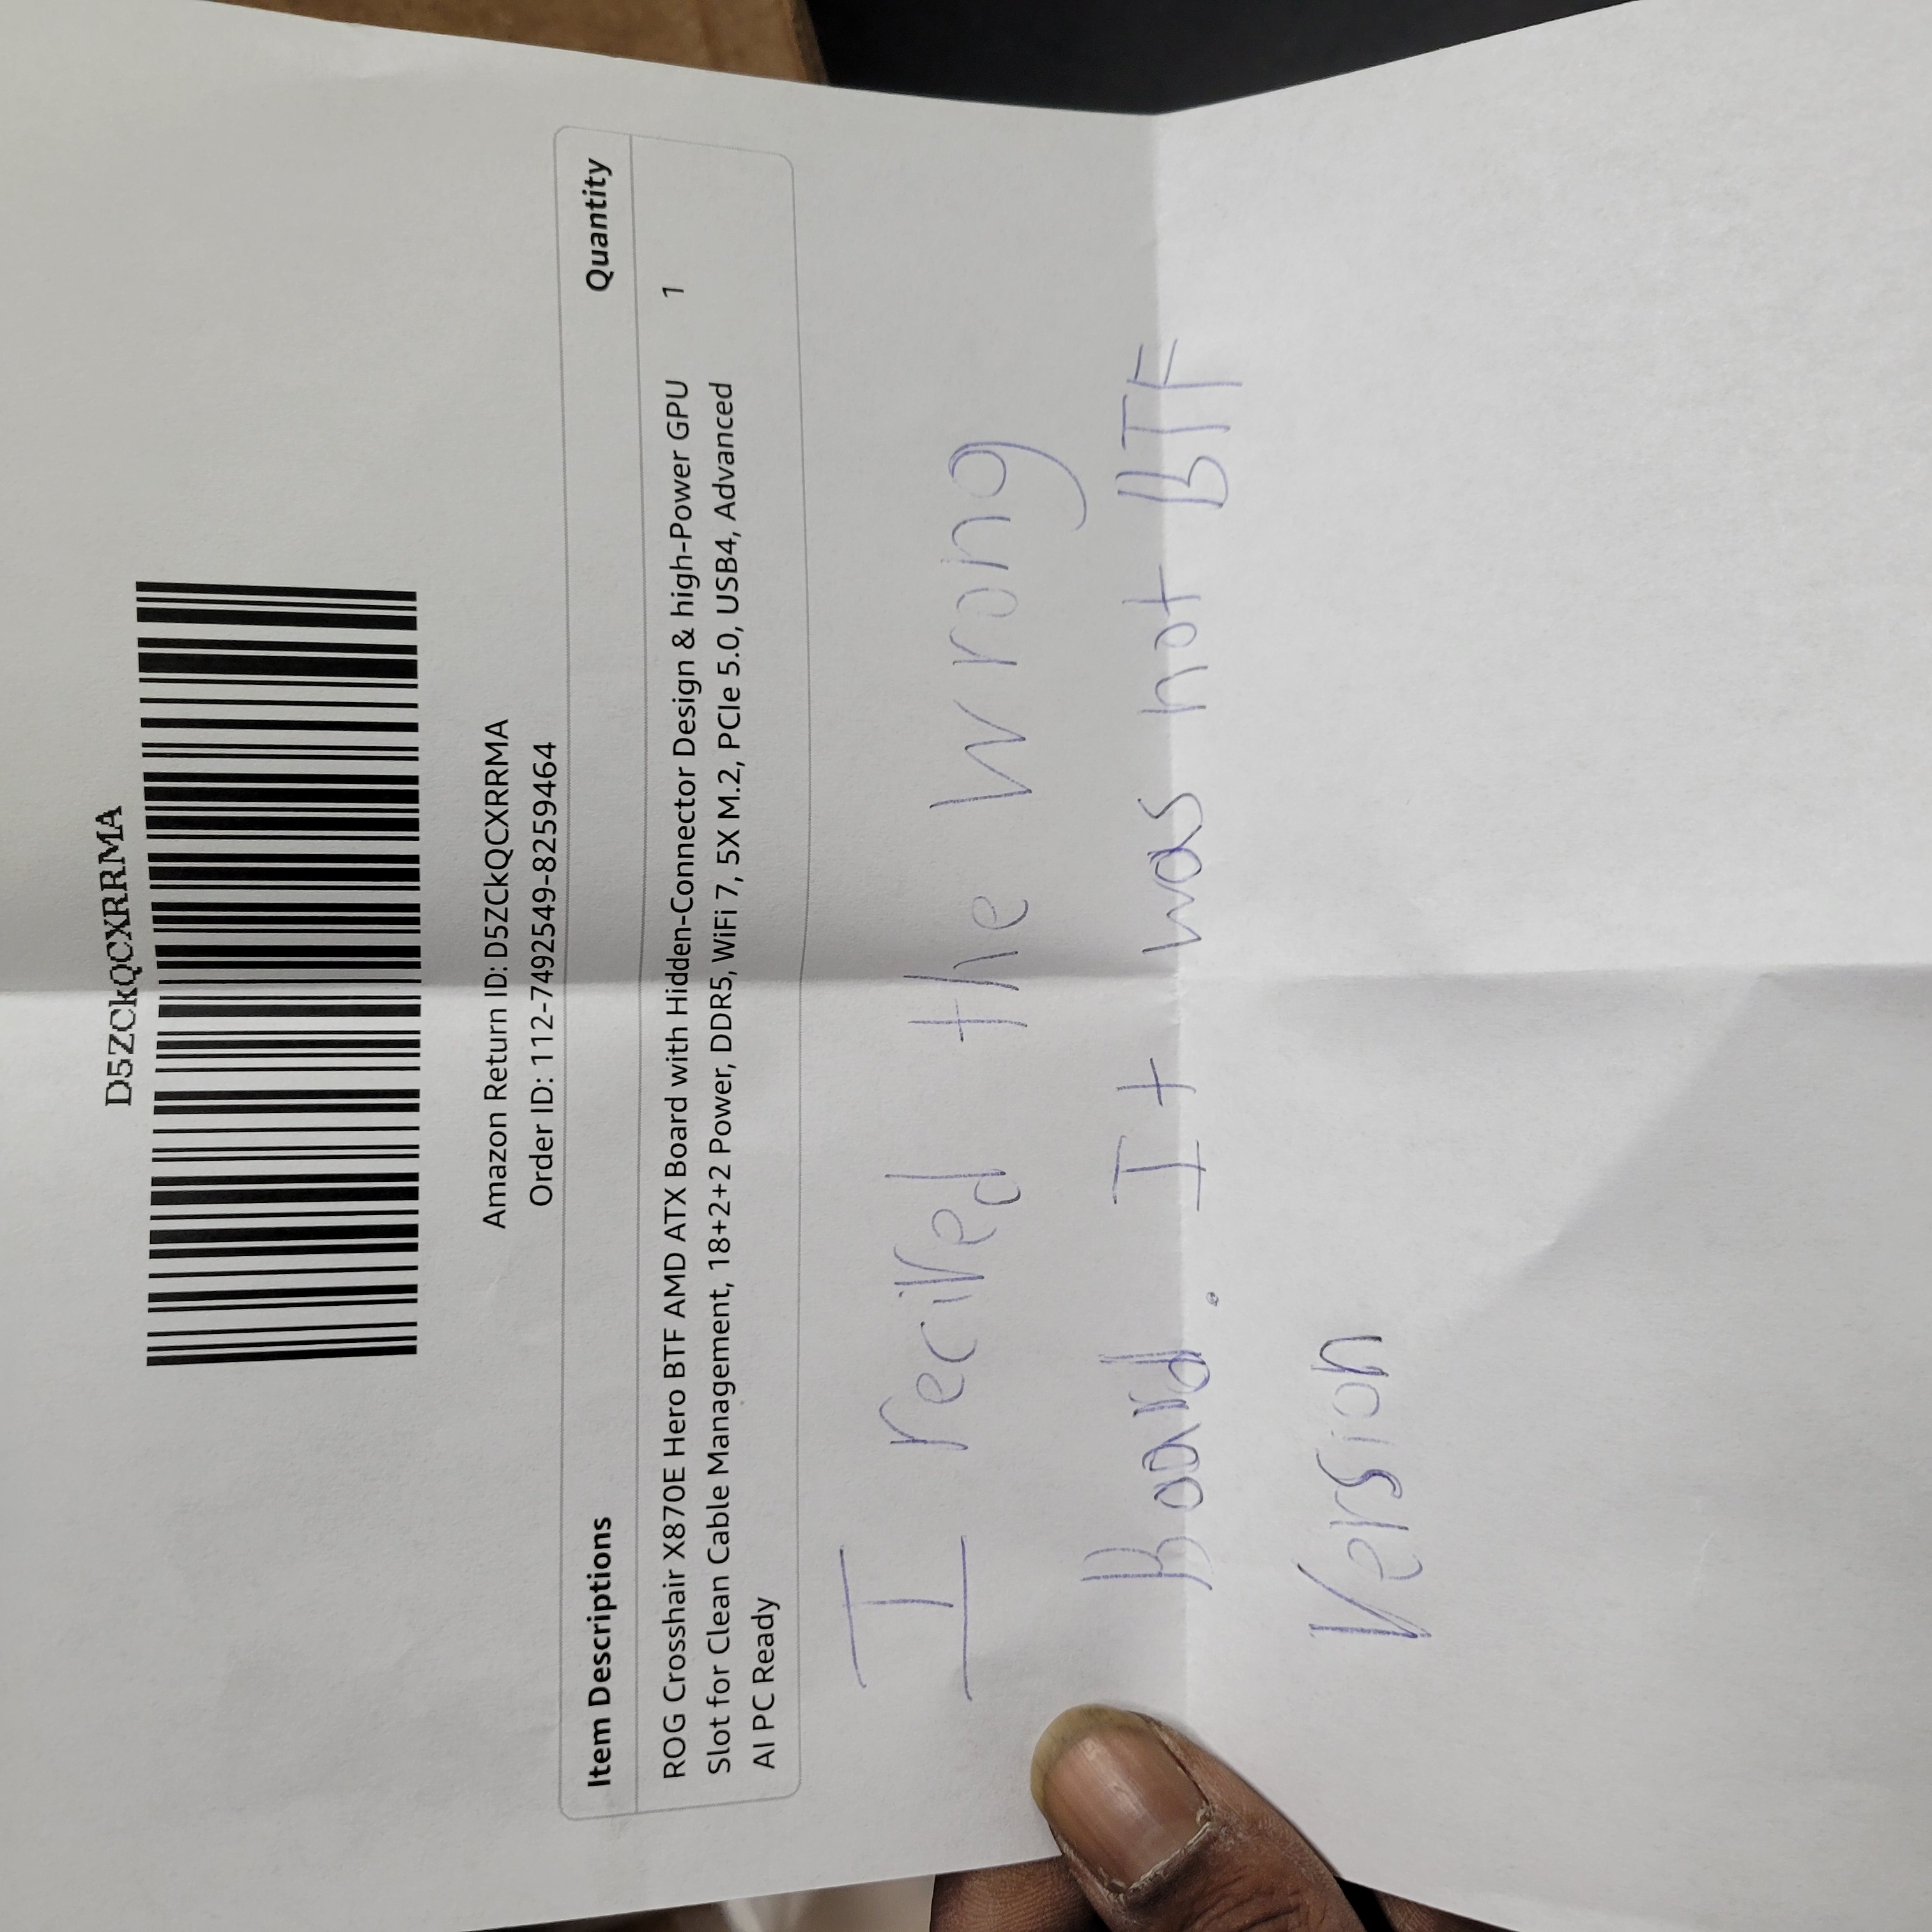 D5ZCkQCXRRMA
Amazon Return ID: D5ZCkQCXRRMA
Order ID: 112-7492549-8259464
Item Descriptions Quantity
ROG Crosshair X870E Hero BTF AMD ATX Board with Hidden-Connector Design & high-Power GPU 1
Slot for Clean Cable Management, 18+2+2 Power, DDR5, WiFi 7, 5X M.2, PCIe 5.0, USB4, Advanced
AI PC Ready
I recived the wrong
Board. It was not BTF
Version